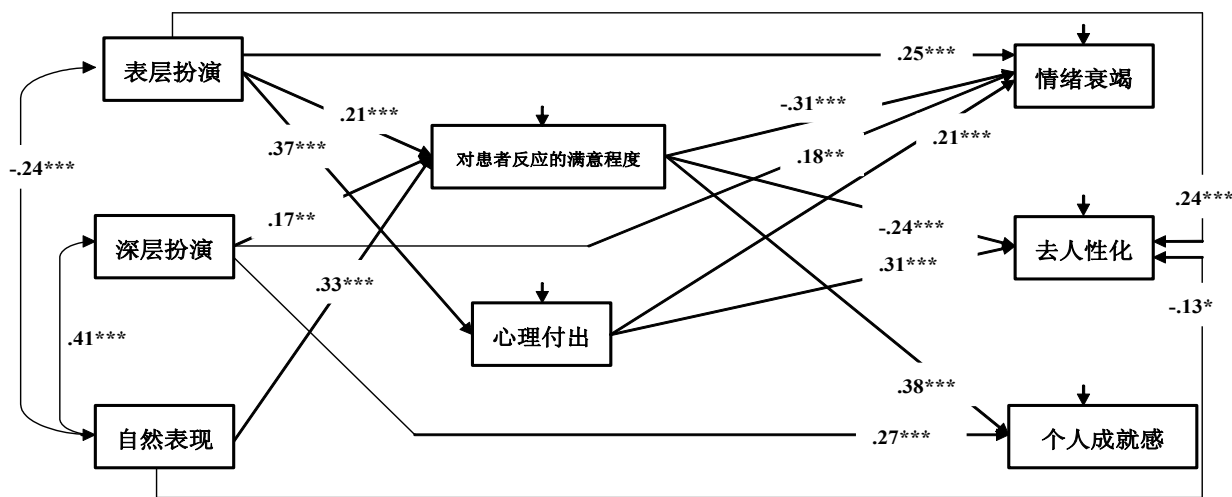 表层扮演
.25***
情绪衰竭
.21***
-.31***
对患者反应的满意程度
.37***
.18**
.21***
-.24***
.17**
深层扮演
-.24***
.24***
去人性化
.31***
.33***
心理付出
-.13*
.41***
.38***
自然表现
.27***
个人成就感